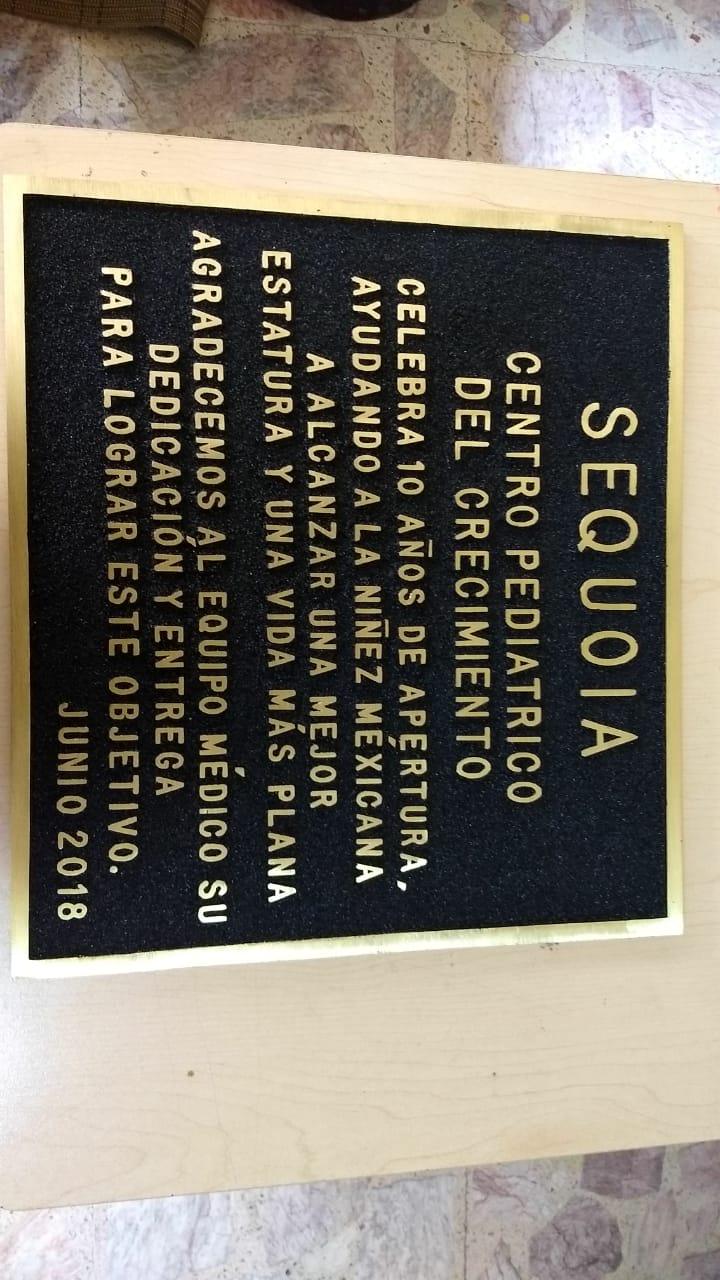 SEQUOIA
CENTRO PEDIATRICO
DEL CRECIMIENTO
CELEBRA 10 AÑOS DE APERTURA,
AYUDANDO A LA NIÑEZ MÉXICANA
A ALCANZAR UNA MEJOR
ESTATURA Y UNA VIDA MÁS PLANA
AGRADECEMOS AL EQUIPO MÉDICO SU
DEDICACIÓN Y ENTREGA
PARA LOGRAR ESTE OBJETIVO.
JUNIO 2018